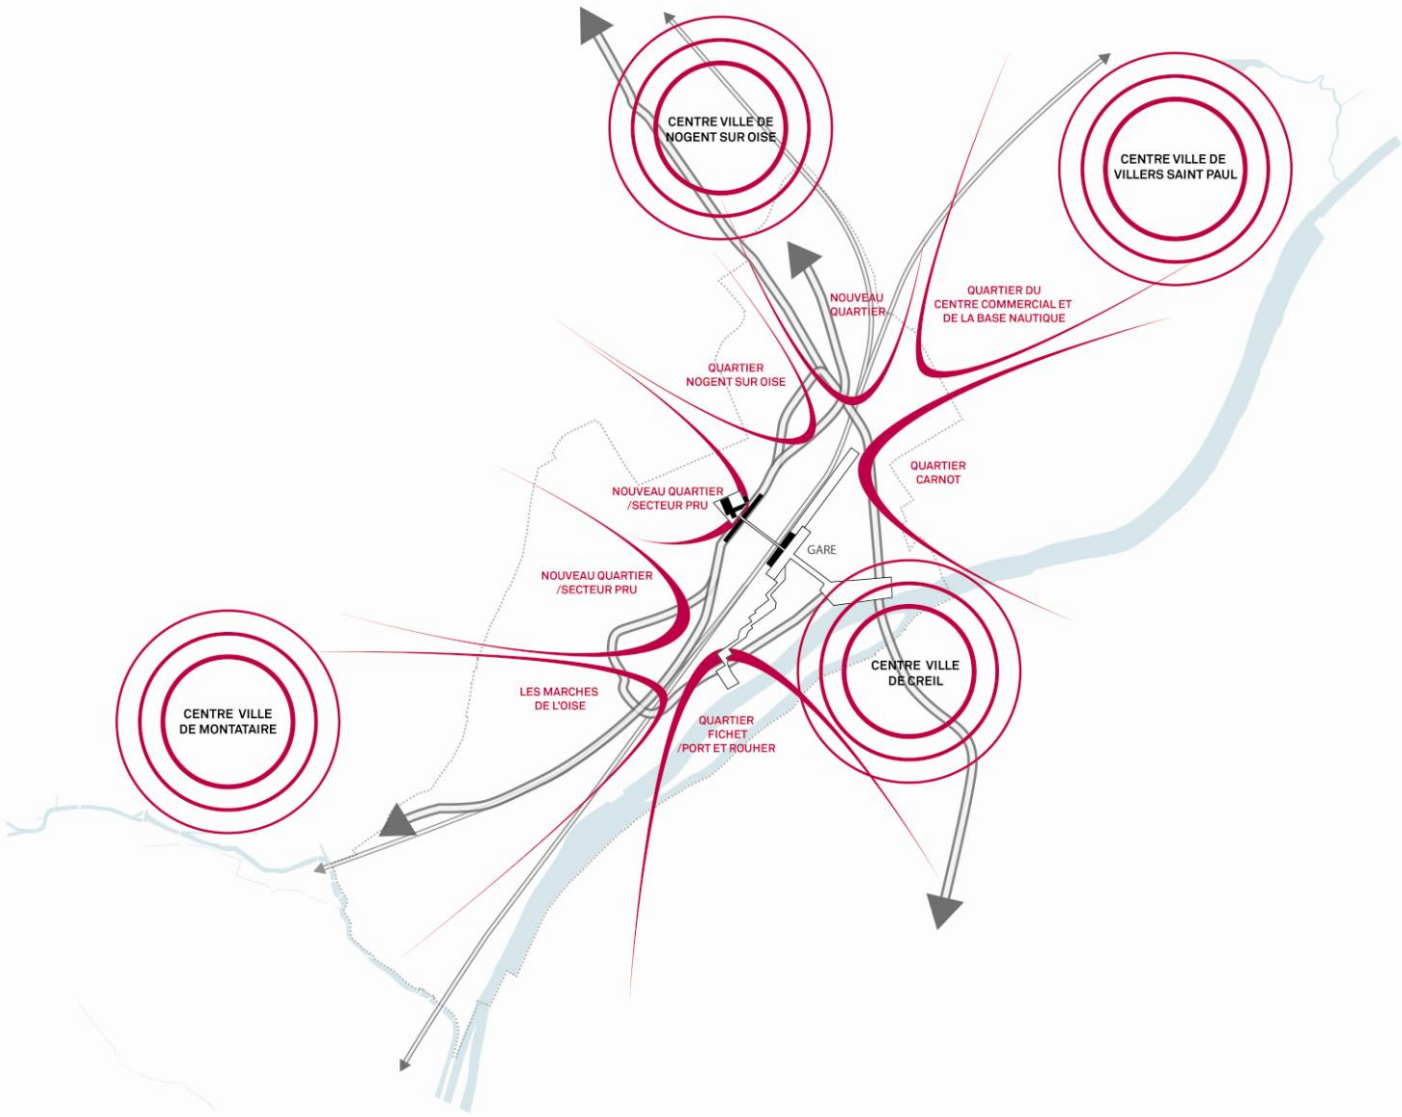 CENTRE VILLE DE
NOGENT SUR OISE
CENTRE VILLE DE
VILLERS SAINT PAUL
NOUVEAU
QUARTIER
QUARTIER DU
CENTRE COMMERCIAL ET
DE LA BASE NAUTIQUE
QUARTIER
NOGENT SUR OISE
QUARTIER
CARNOT
NOUVEAU QUARTIER
/SECTEUR PRU
GARE
NOUVEAU QUARTIER
/SECTEUR PRU
CENTRE VILLE
DE CREIL
LES MARCHES
DE L'OISE
CENTRE VILLE
DE MONTATAIRE
QUARTIER
FICHET
/PORT ET ROUHER